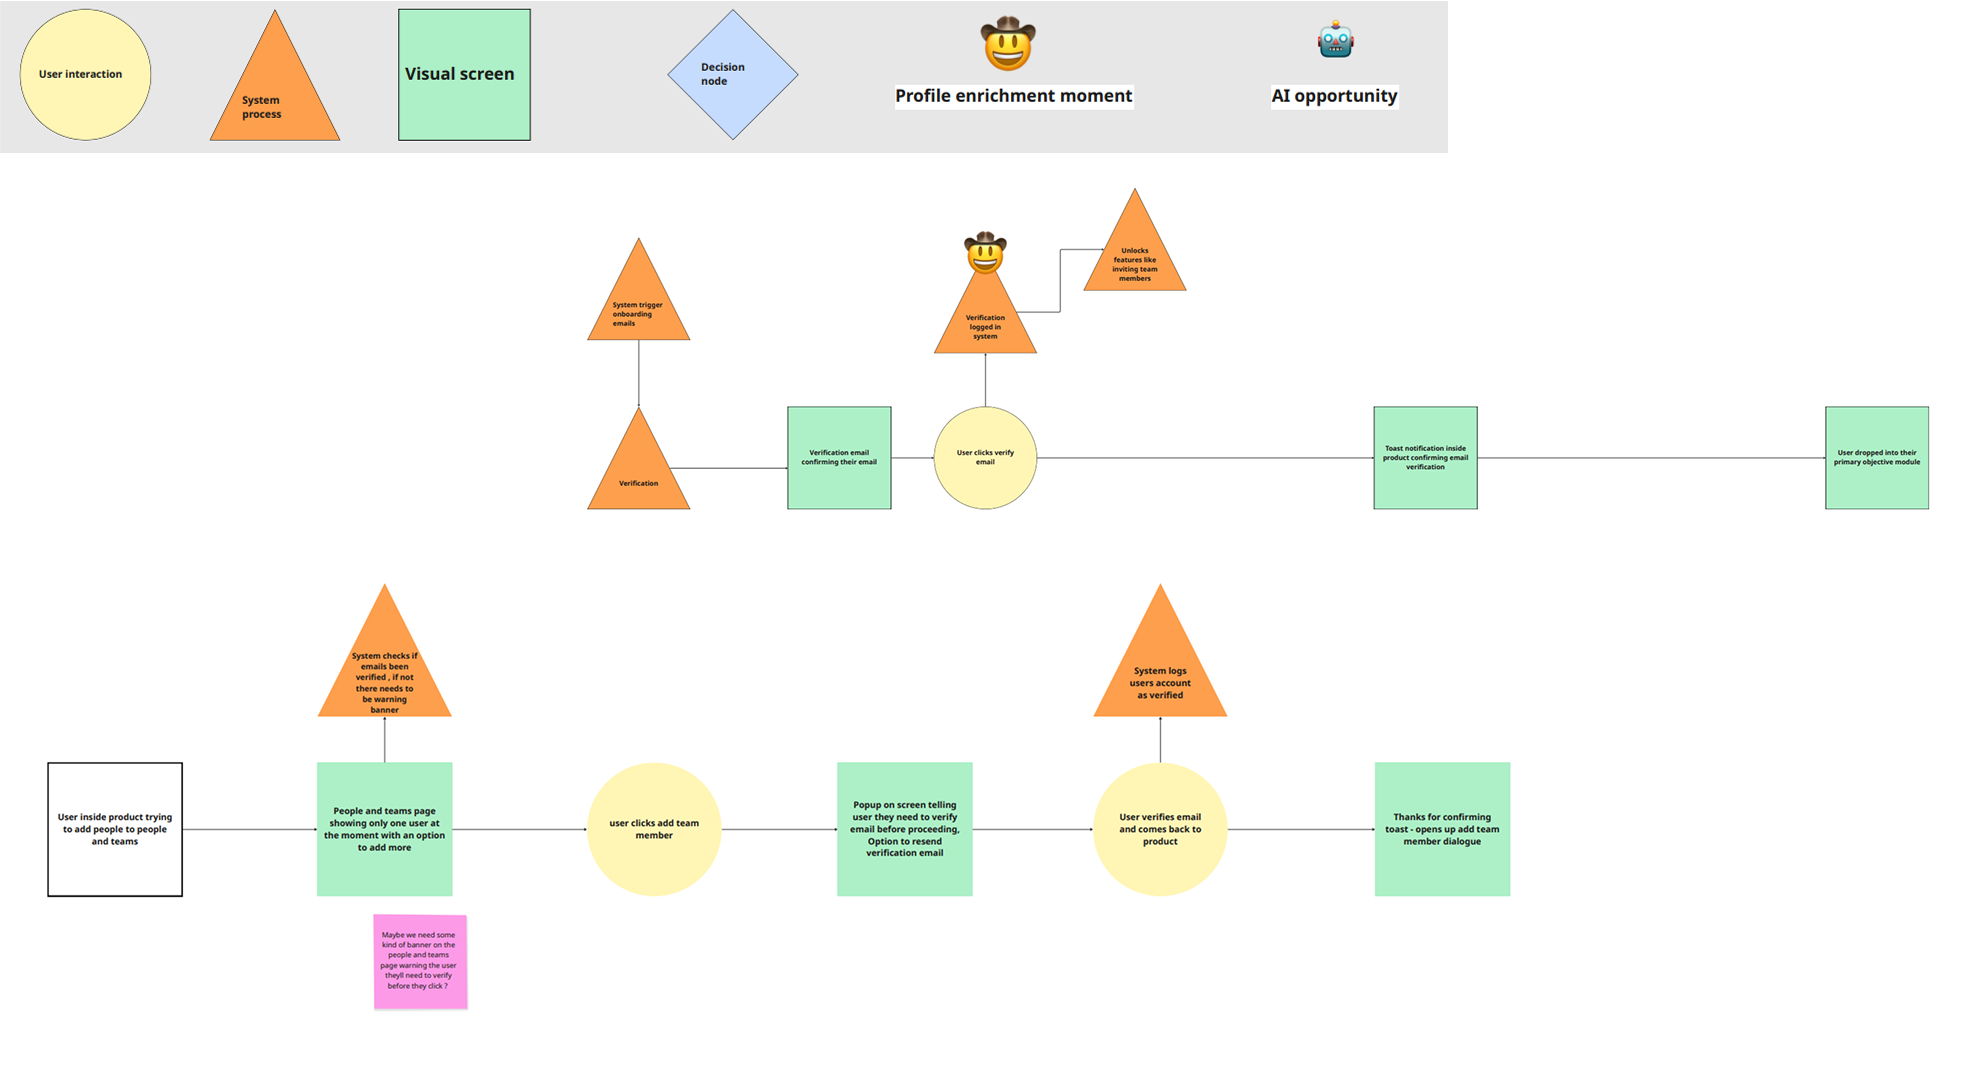 User interaction
System
process
Visual screen
Decision
node
Profile enrichment moment
AI opportunity
System trigger
onboarding
emails
Verification
logged in
system
Unlocks
features like
inviting team
members
Verification
Verification email
confirming their email
User clicks verify
email
Toast notification inside
product confirming email
verification
User dropped into their
primary objective module
System checks if
emails been
verified , if not
there needs to
be warning
banner
System logs
users account
as verified
User inside product trying
to add people to people
and teams
People and teams page
showing only one user at
the moment with an option
to add more
user clicks add team
member
Popup on screen telling
user they need to verify
email before proceeding,
Option to resend
verification email
User verifies email
and comes back to
product
Thanks for confirming
toast - opens up add team
member dialogue
Maybe we need some
kind of banner on the
people and teams
page warning the user
theyll need to verify
before they click ?